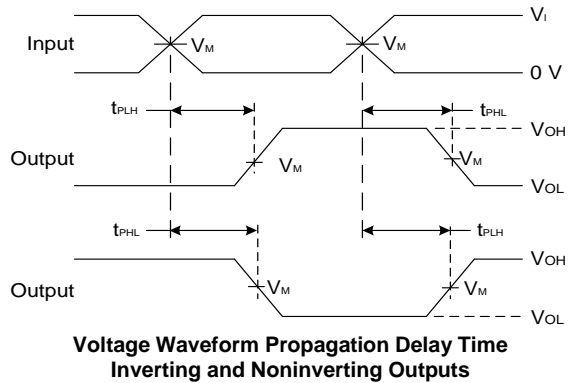 Input
VM
VM
VI
0 V
tPLH
tPHL
Output
VM
VM
VOH
VOL
tPHL
tPLH
Output
VM
VM
VOH
VOL
Voltage Waveform Propagation Delay Time
Inverting and Noninverting Outputs